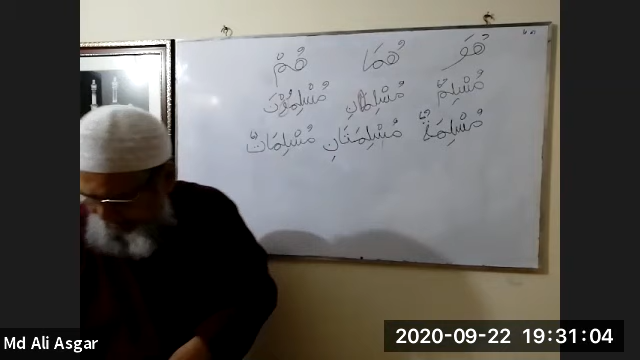 هُوَ هُمَا هُمْ
مُسْلِمٌ مُسْلِمَانِ مُسْلِمُوْنَ
مُسْلِمَةٌ مُسْلِمَتَانِ مُسْلِمَاتٌ
Md Ali Asgar
2020-09-22 19:31:04